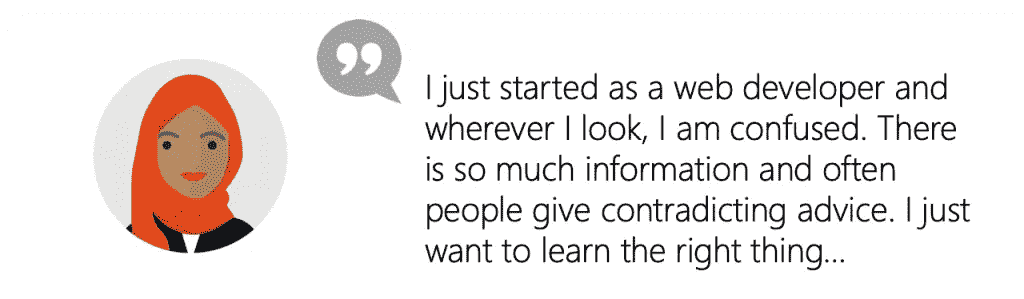 I just started as a web developer and
wherever I look, I am confused. There
is so much information and often
people give contradicting advice. I just
want to learn the right thing...